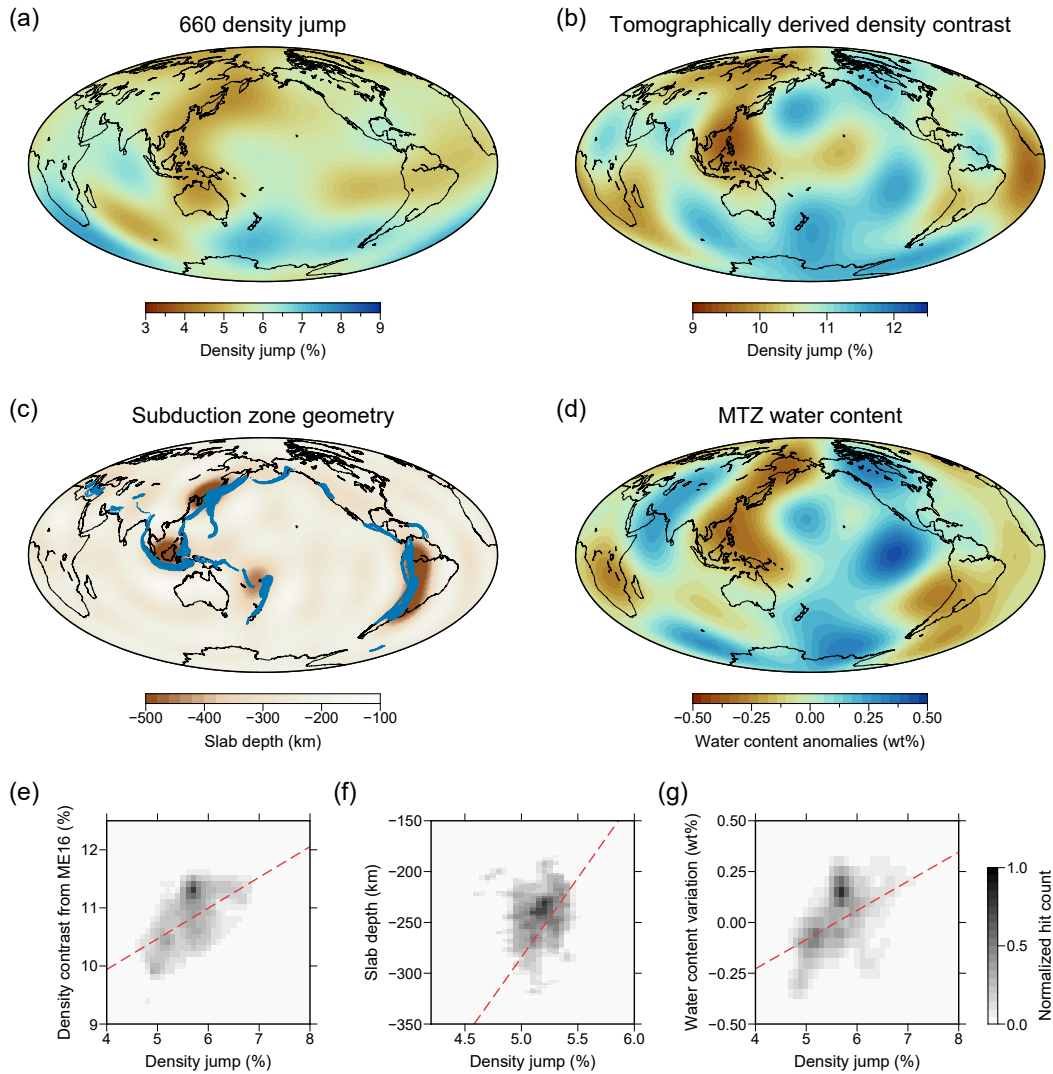 (a)
660 density jump
3 4 5 6 7 8 9
Density jump (%)
(b)
Tomographically derived density contrast
9 10 11 12
Density jump (%)
(c)
Subduction zone geometry
−500 −400 −300 −200 −100
Slab depth (km)
(d)
MTZ water content
−0.50 −0.25 0.00 0.25 0.50
Water content anomalies (wt%)
(e)
Density contrast from ME16 (%)
12
11
10
9
4 5 6 7 8
Density jump (%)
(f)
Slab depth (km)
−150
−200
−250
−300
−350
4.5 5.0 5.5 6.0
Density jump (%)
(g)
Water content variation (wt%)
0.50
0.25
0.00
−0.25
−0.50
4 5 6 7 8
Density jump (%)
1.0
0.5
0.0
Normalized hit count